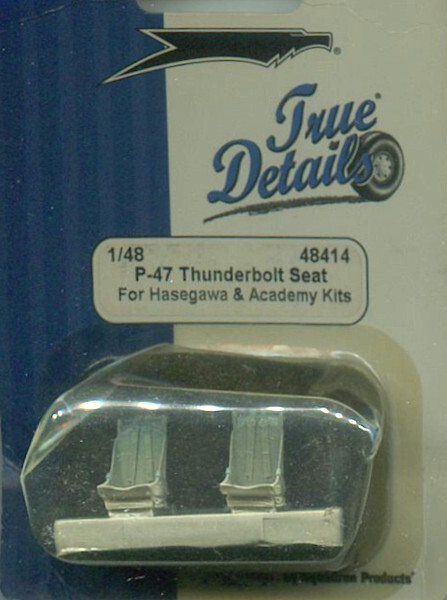 True
Details
1/48 48414
P-47 Thunderbolt Seat
For Hasegawa & Academy Kits
Squadron Products